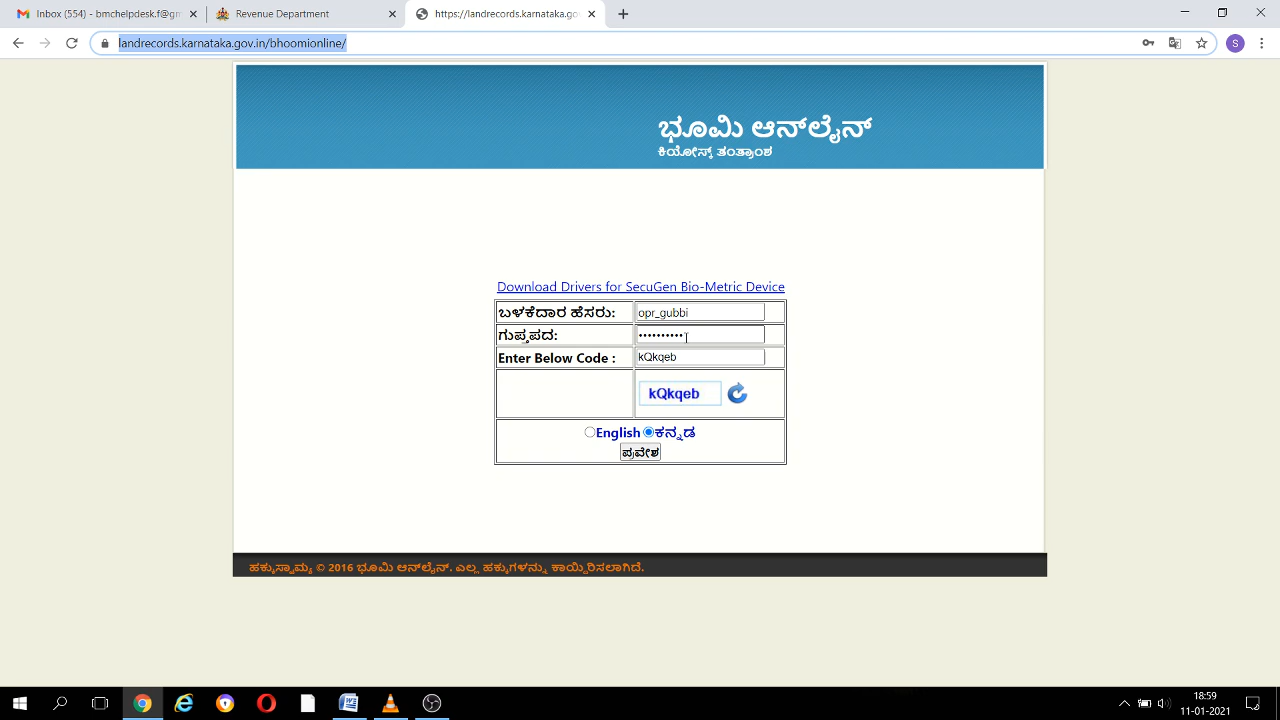 Inbox (554) - bmchelpdesk.f@gm
Revenue Department
https://landrecords.karnataka.gov
landrecords.karnataka.gov.in/bhoomionline/
S
ಭೂಮಿ ಆನ್‌ಲೈನ್
ಕಿಯೋಸ್ಕ್ ತಂತ್ರಾಂಶ
Download Drivers for SecuGen Bio-Metric Device
ಬಳಕೆದಾರ ಹೆಸರು: opr_gubbi
ಗುಪ್ತಪದ: ••••••••••
Enter Below Code : kQkqeb
kQkqeb
English ಕನ್ನಡ
ಪ್ರವೇಶ
ಹಕ್ಕುಸ್ವಾಮ್ಯ © 2016 ಭೂಮಿ ಆನ್‌ಲೈನ್. ಎಲ್ಲ ಹಕ್ಕುಗಳನ್ನು ಕಾಯ್ದಿರಿಸಲಾಗಿದೆ.
18:59
11-01-2021